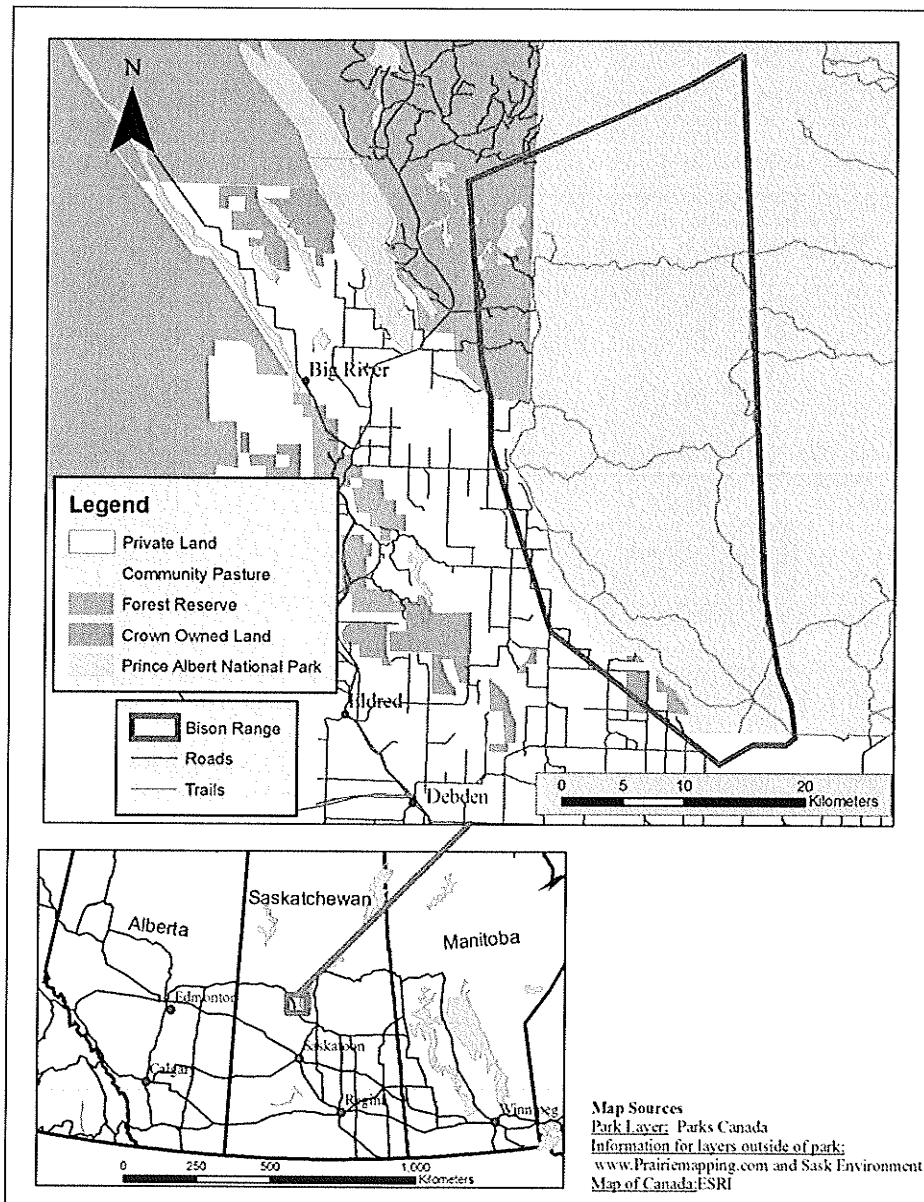 N
Big River
Legend
Private Land
Community Pasture
Forest Reserve
Crown Owned Land
Prince Albert National Park
Eldred
Bison Range
Roads
Trails
Debden
0 5 10 20
Kilometers
Saskatchewan
Alberta
Manitoba
Edmonton
Saskatoon
Calgary
Regina
Winnipeg
0 250 500 1,000
Kilometers
Map Sources
Park Layer: Parks Canada
Information for layers outside of park:
www.Prairiemapping.com and Sask Environment
Map of Canada:ESRI